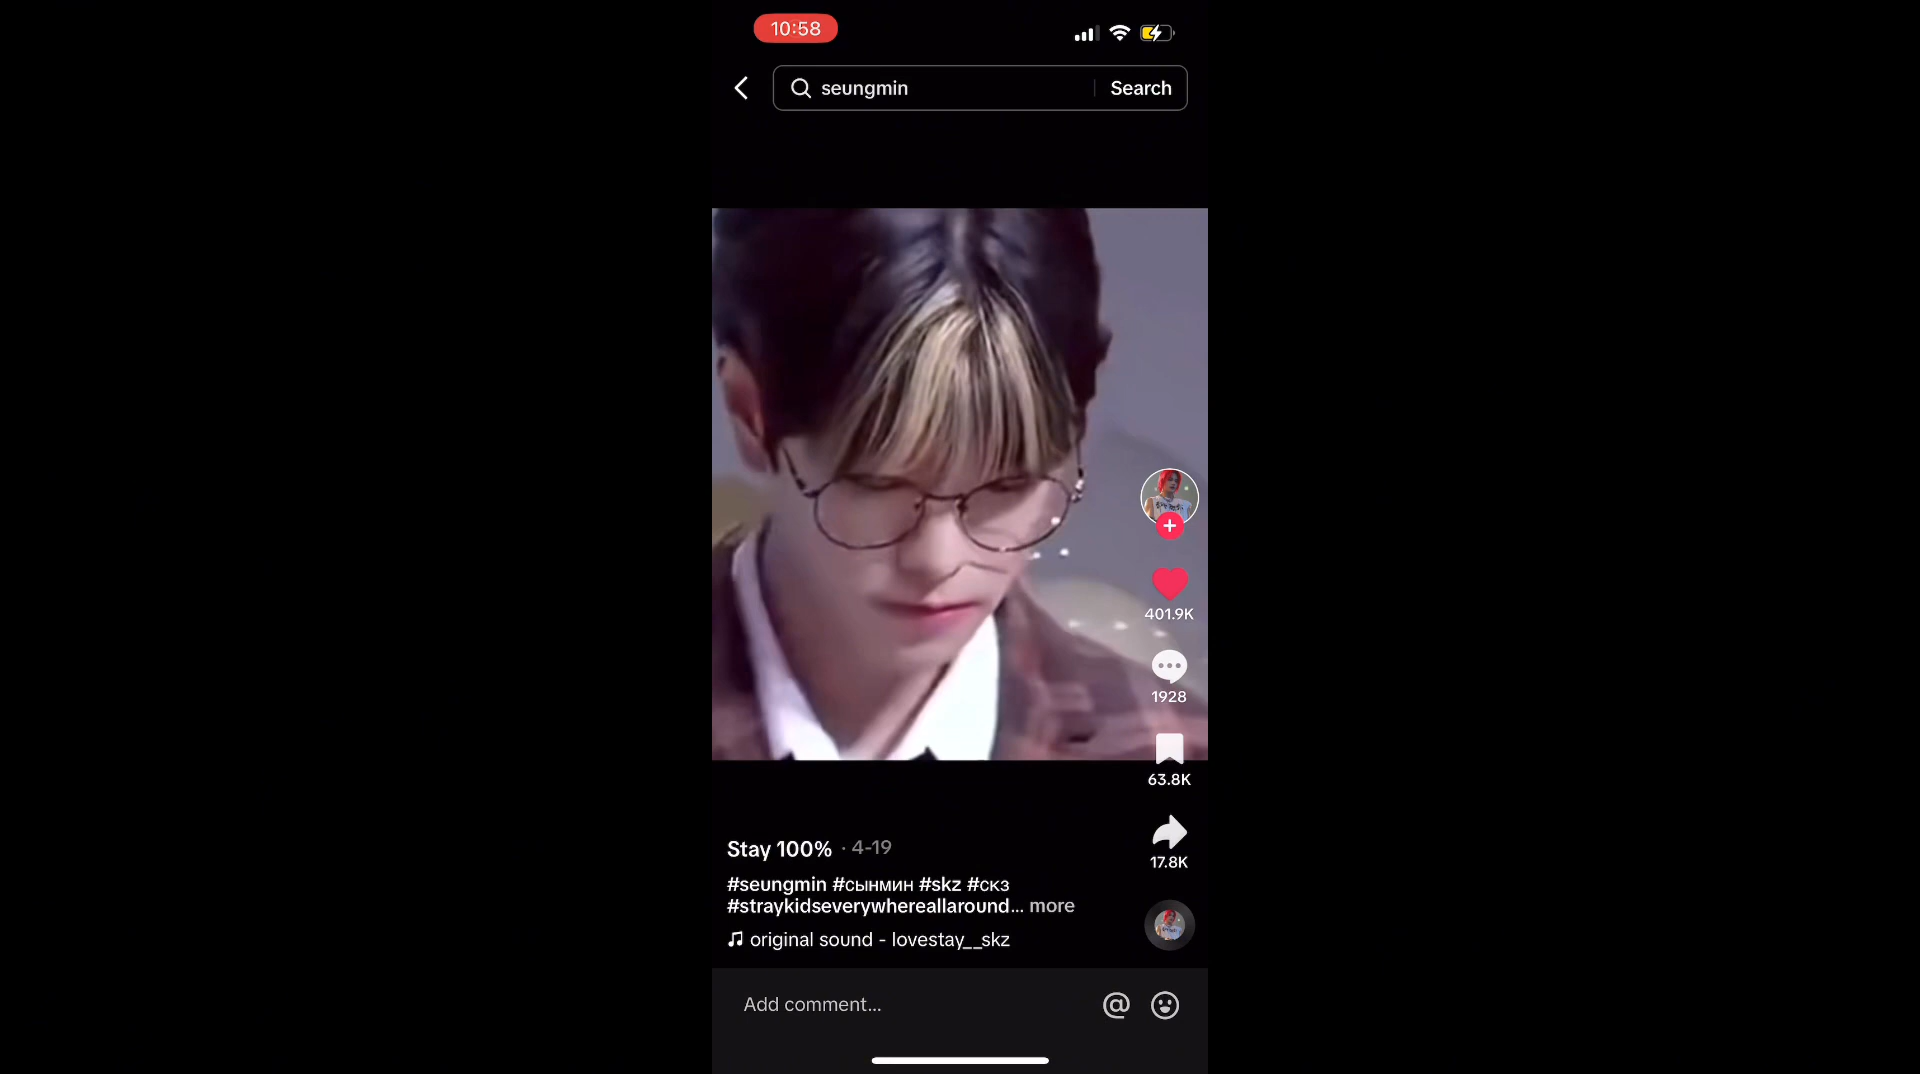 10:58
seungmin
Search
401.9K
1928
63.8K
17.8K
Stay 100% · 4-19
#seungmin #сынмин #skz #скз
#straykidseverywhereallaround... more
original sound - lovestay__skz
Add comment...
@